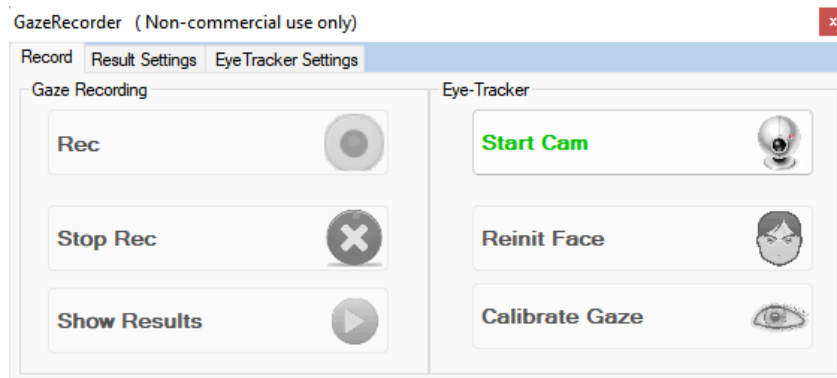 GazeRecorder ( Non-commercial use only)
x
Record Result Settings EyeTracker Settings
Gaze Recording
Rec
Stop Rec
Show Results
Eye-Tracker
Start Cam
Reinit Face
Calibrate Gaze